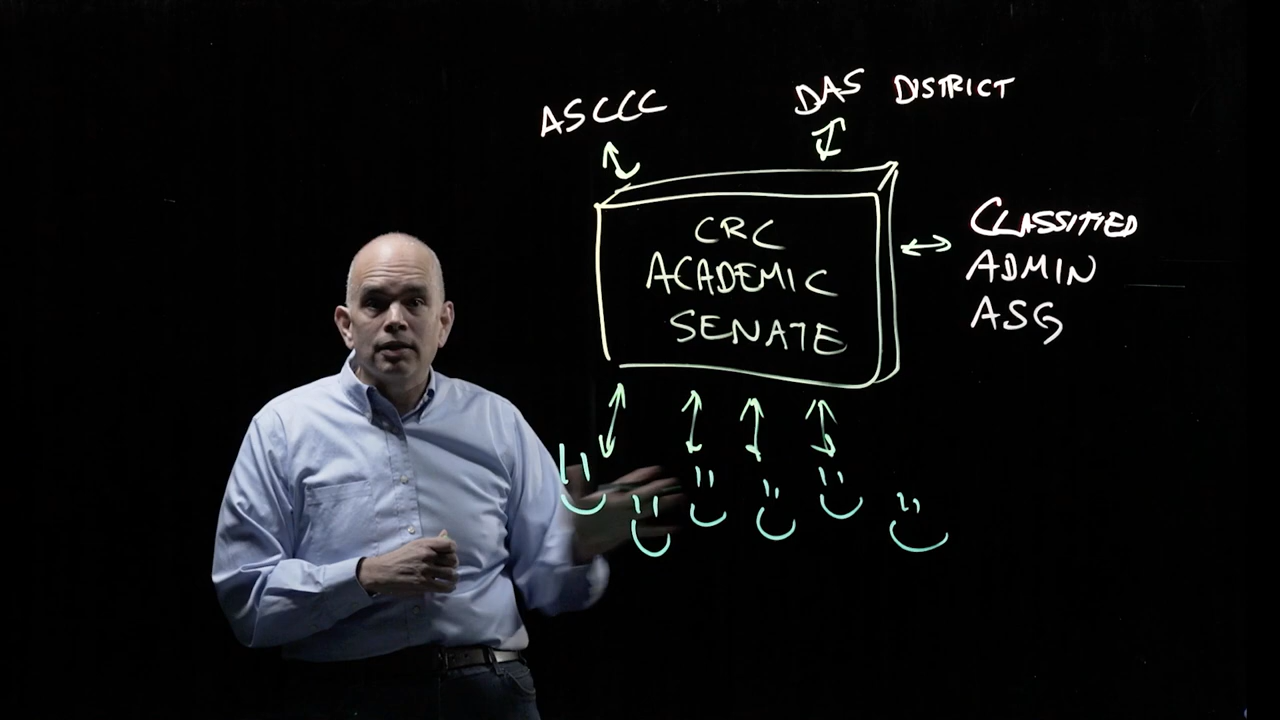 ASCCC
DAS DISTRICT
CRC
ACADEMIC
SENATE
CLASSIFIED
ADMIN
ASG